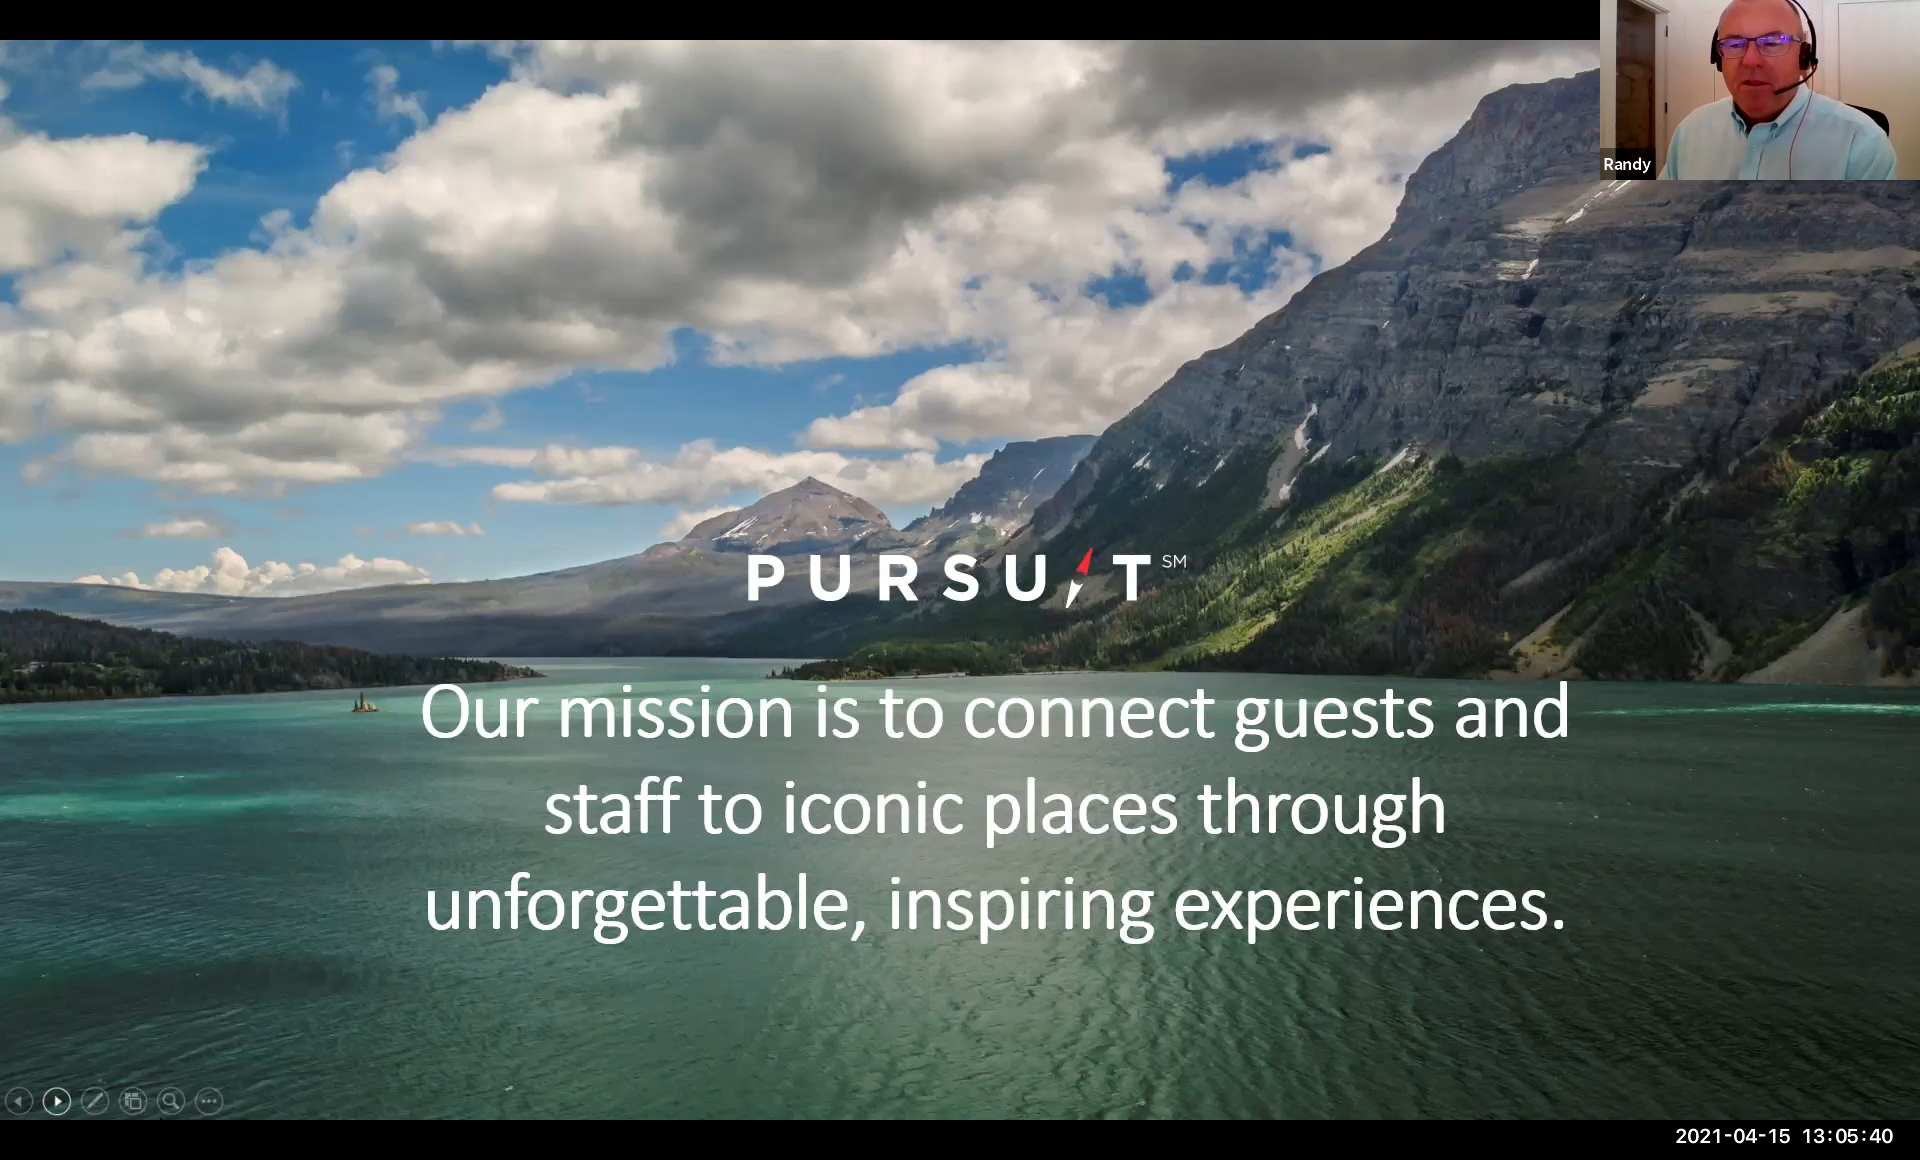 Randy
PURSUIT SM
Our mission is to connect guests and
staff to iconic places through
unforgettable, inspiring experiences.
2021-04-15 13:05:40